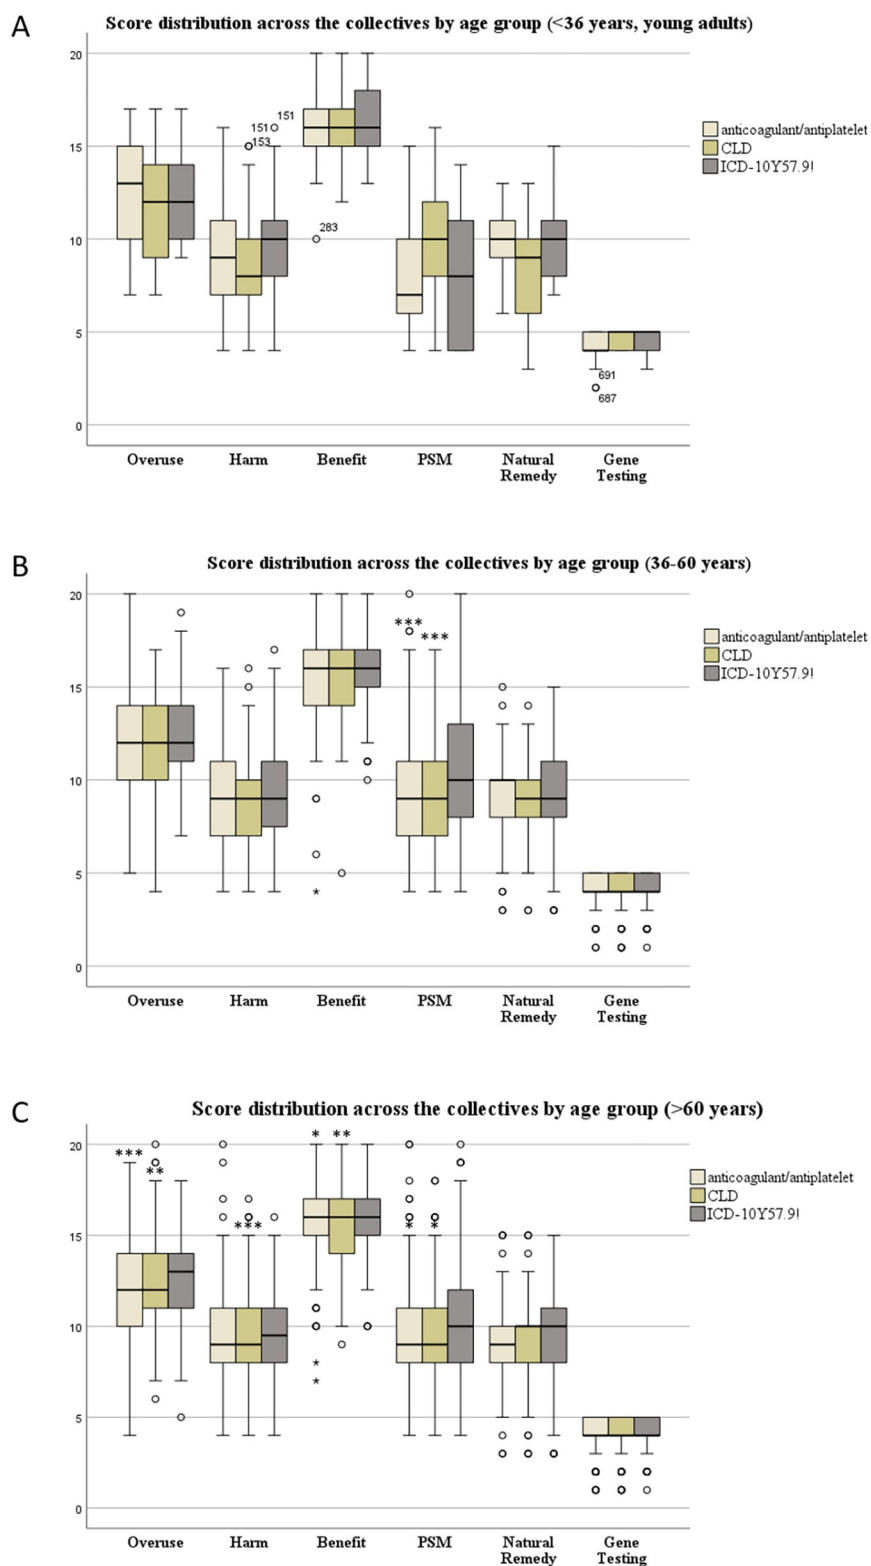 A
Score distribution across the collectives by age group (<36 years, young adults)
20
15
10
5
0
151
151
153
283
691
687
anticoagulant/antiplatelet
CLD
ICD-10Y57.9!
Overuse
Harm
Benefit
PSM
Natural
Remedy
Gene
Testing
B
Score distribution across the collectives by age group (36-60 years)
20
15
10
5
0
***
***
*
anticoagulant/antiplatelet
CLD
ICD-10Y57.9!
Overuse
Harm
Benefit
PSM
Natural
Remedy
Gene
Testing
C
Score distribution across the collectives by age group (>60 years)
20
15
10
5
0
***
**
***
*
**
*
*
*
*
anticoagulant/antiplatelet
CLD
ICD-10Y57.9!
Overuse
Harm
Benefit
PSM
Natural
Remedy
Gene
Testing